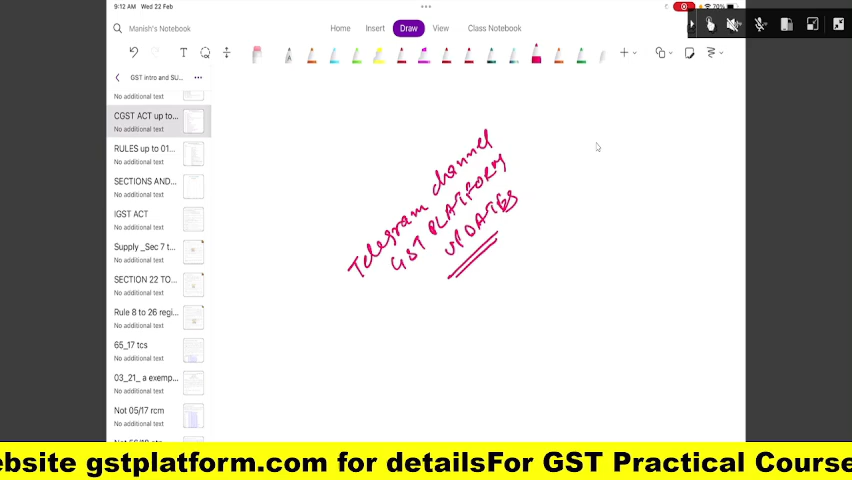 9:12 AM Wed 22 Feb
70%
Manish's Notebook
Home Insert Draw View Class Notebook
GST intro and SU...
No additional text
CGST ACT up to...
No additional text
RULES up to 01...
No additional text
SECTIONS AND...
No additional text
IGST ACT
No additional text
Supply _Sec 7 t...
No additional text
SECTION 22 TO...
No additional text
Rule 8 to 26 regi...
No additional text
65_17 tcs
No additional text
03_21_ a exemp...
No additional text
Not 05/17 rcm
No additional text
Telegram channel
GST PLATFORM
UPDATES
ebsite gstplatform.com for detailsFor GST Practical Course